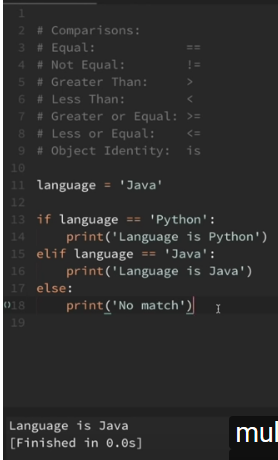 1
2 # Comparisons:
3 # Equal:            ==
4 # Not Equal:        !=
5 # Greater Than:     >
6 # Less Than:        <
7 # Greater or Equal: >=
8 # Less or Equal:    <=
9 # Object Identity:  is
10
11 language = 'Java'
12
13 if language == 'Python':
14     print('Language is Python')
15 elif language == 'Java':
16     print('Language is Java')
17 else:
18     print('No match')
19
Language is Java
[Finished in 0.0s]